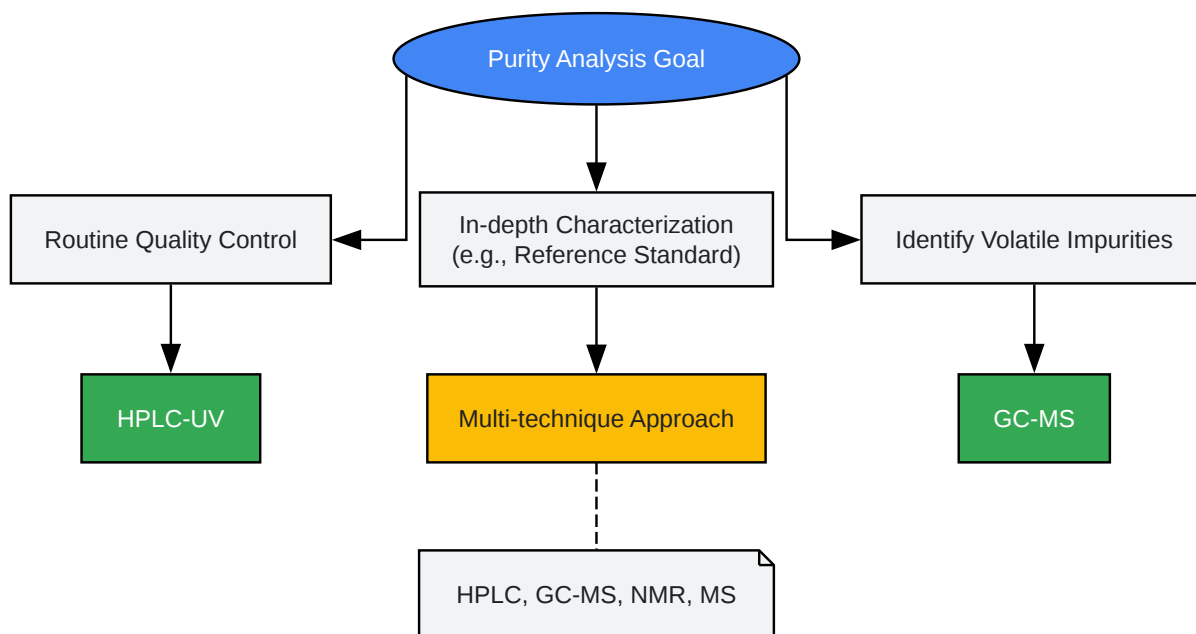 Purity Analysis Goal
Routine Quality Control
In-depth Characterization
(e.g., Reference Standard)
Identify Volatile Impurities
HPLC-UV
Multi-technique Approach
GC-MS
HPLC, GC-MS, NMR, MS